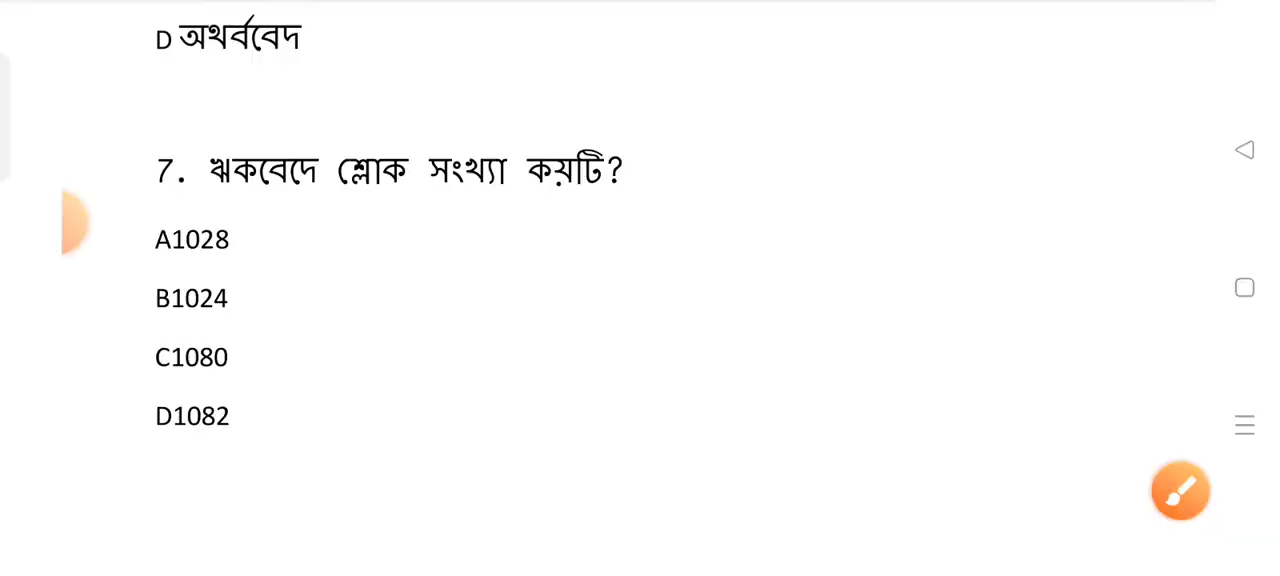 D অথর্ববেদ
7. ঋকবেদে শ্লোক সংখ্যা কয়টি?
A1028
B1024
C1080
D1082